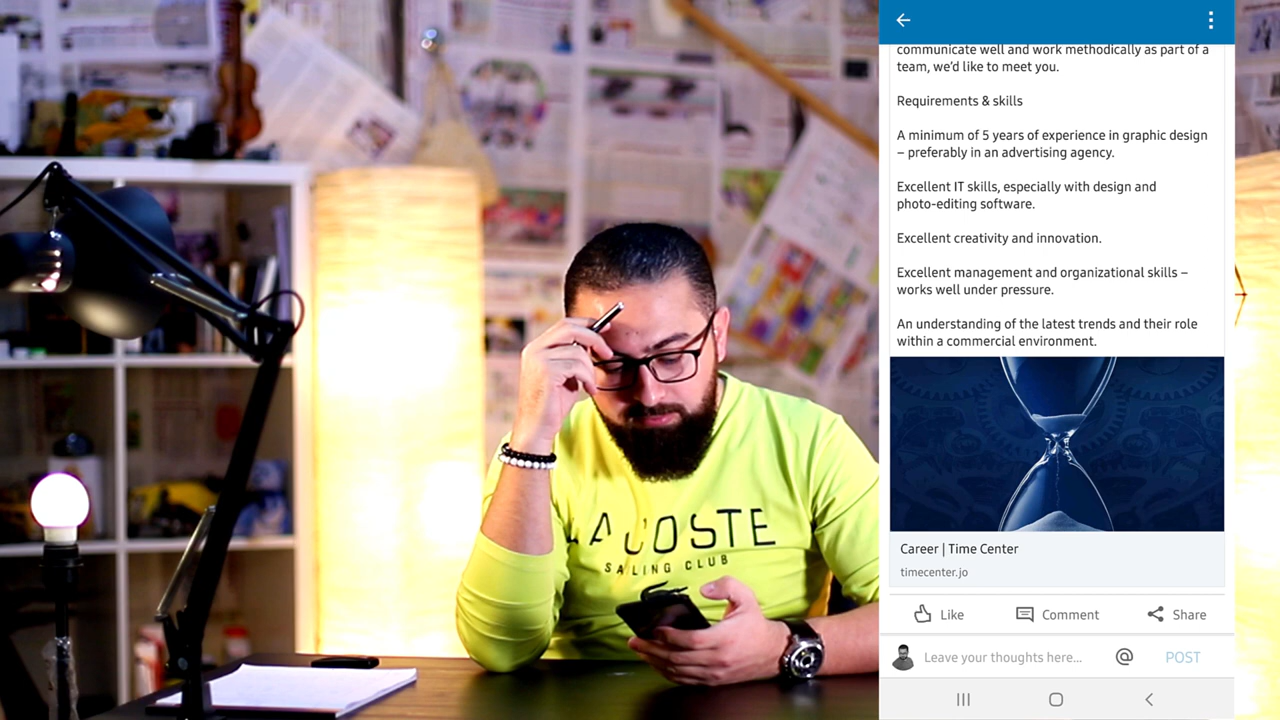 LACOSTE
SAILING CLUB
communicate well and work methodically as part of a
team, we'd like to meet you.
Requirements & skills
A minimum of 5 years of experience in graphic design
– preferably in an advertising agency.
Excellent IT skills, especially with design and
photo-editing software.
Excellent creativity and innovation.
Excellent management and organizational skills –
works well under pressure.
An understanding of the latest trends and their role
within a commercial environment.
Career | Time Center
timecenter.jo
Like
Comment
Share
Leave your thoughts here...
@
POST